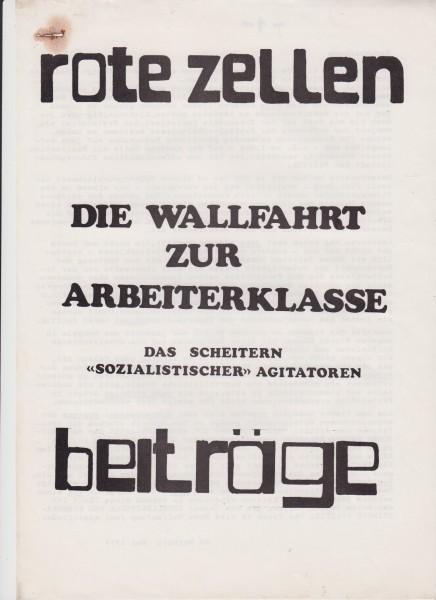 rote zellen
DIE WALLFAHRT
ZUR
ARBEITERKLASSE
DAS SCHEITERN
«SOZIALISTISCHER» AGITATOREN
beiträge